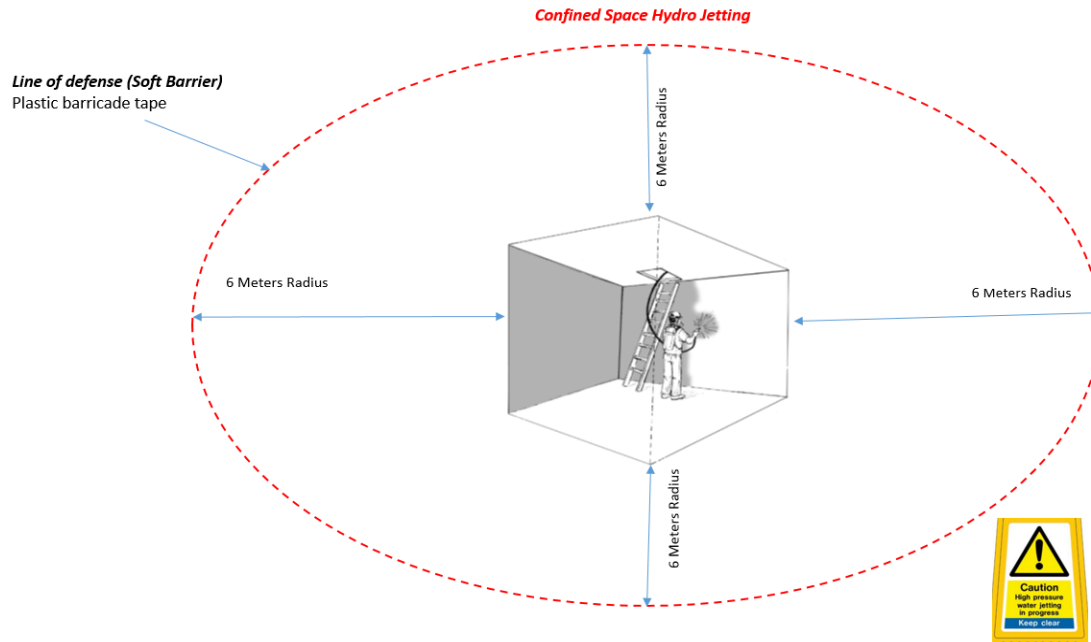 Confined Space Hydro Jetting
Line of defense (Soft Barrier)
Plastic barricade tape
6 Meters Radius
6 Meters Radius
6 Meters Radius
6 Meters Radius
Caution
High pressure
water jetting
in progress
Keep clear